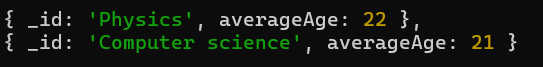 { _id: 'Physics', averageAge: 22 },
{ _id: 'Computer science', averageAge: 21 }